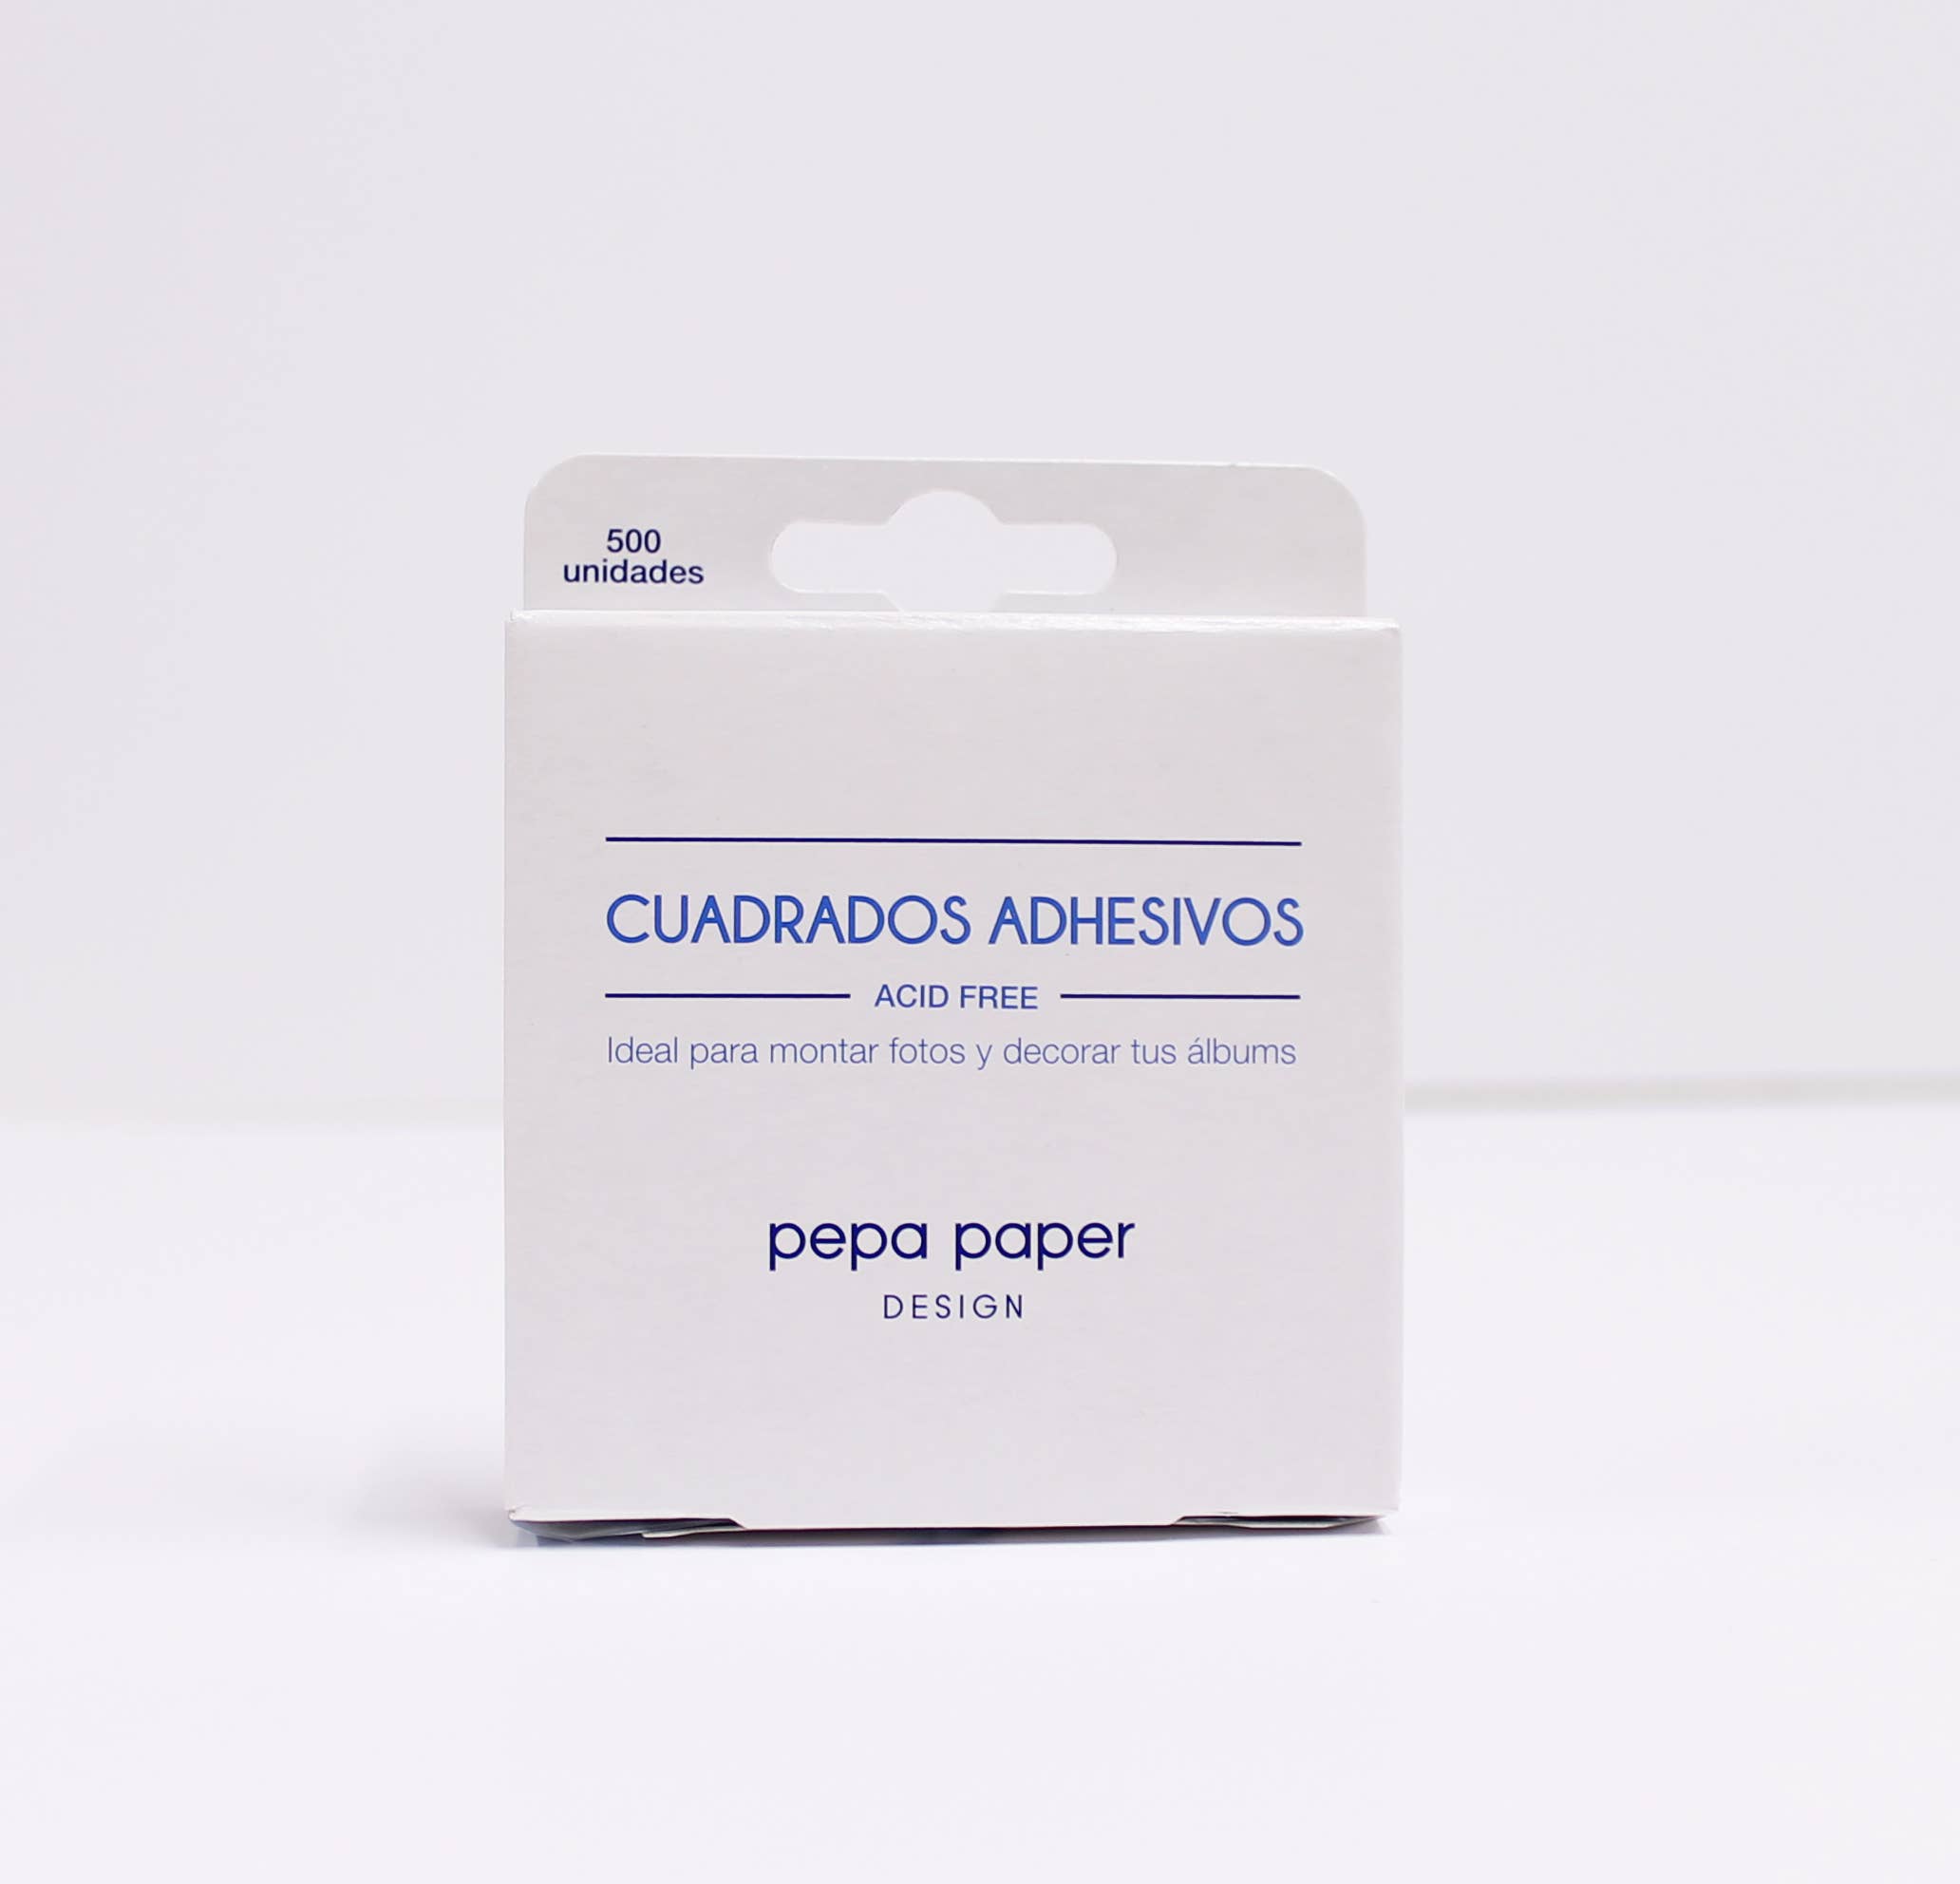 500
unidades
CUADRADOS ADHESIVOS
ACID FREE
Ideal para montar fotos y decorar tus álbums
pepa paper
DESIGN